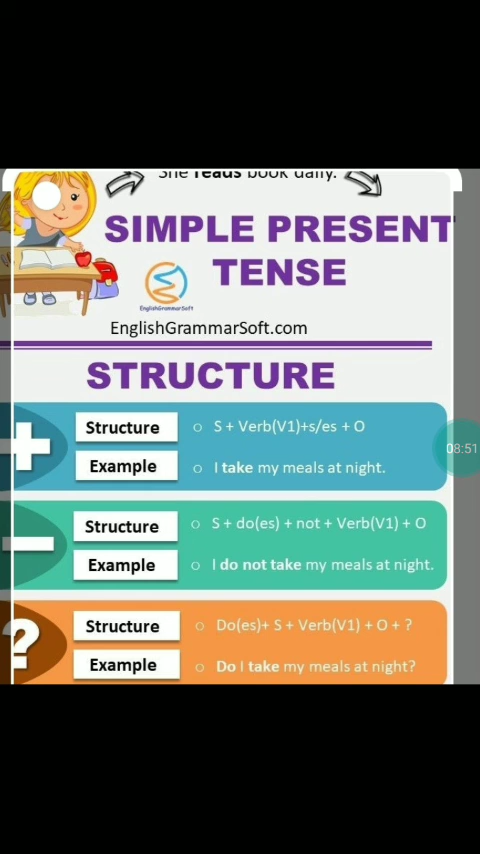 She reads book daily.
SIMPLE PRESENT
TENSE
EnglishGrammarSoft
EnglishGrammarSoft.com
STRUCTURE
+
Structure
○ S + Verb(V1)+s/es + O
08:51
Example
○ I take my meals at night.
–
Structure
○ S + do(es) + not + Verb(V1) + O
Example
○ I do not take my meals at night.
?
Structure
○ Do(es)+ S + Verb(V1) + O + ?
Example
○ Do I take my meals at night?